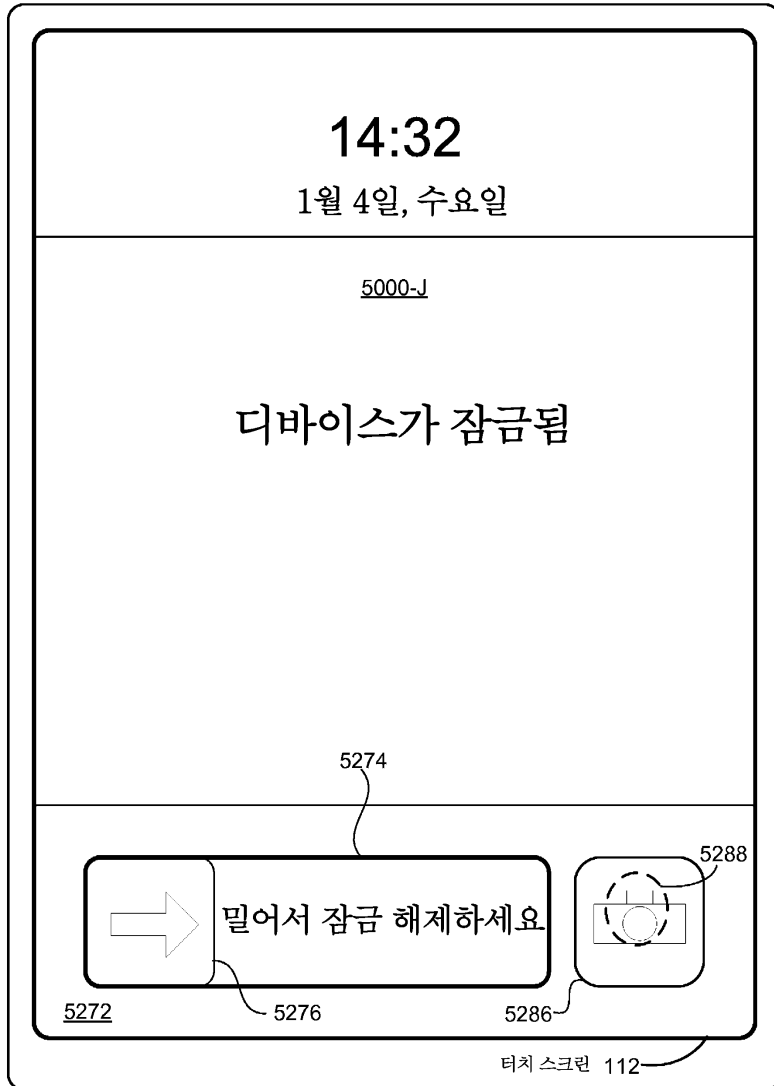 14:32
1월 4일, 수요일
5000-J
디바이스가 잠금됨
5274
5288
밀어서 잠금 해제하세요
5272
5276
5286
터치 스크린 112